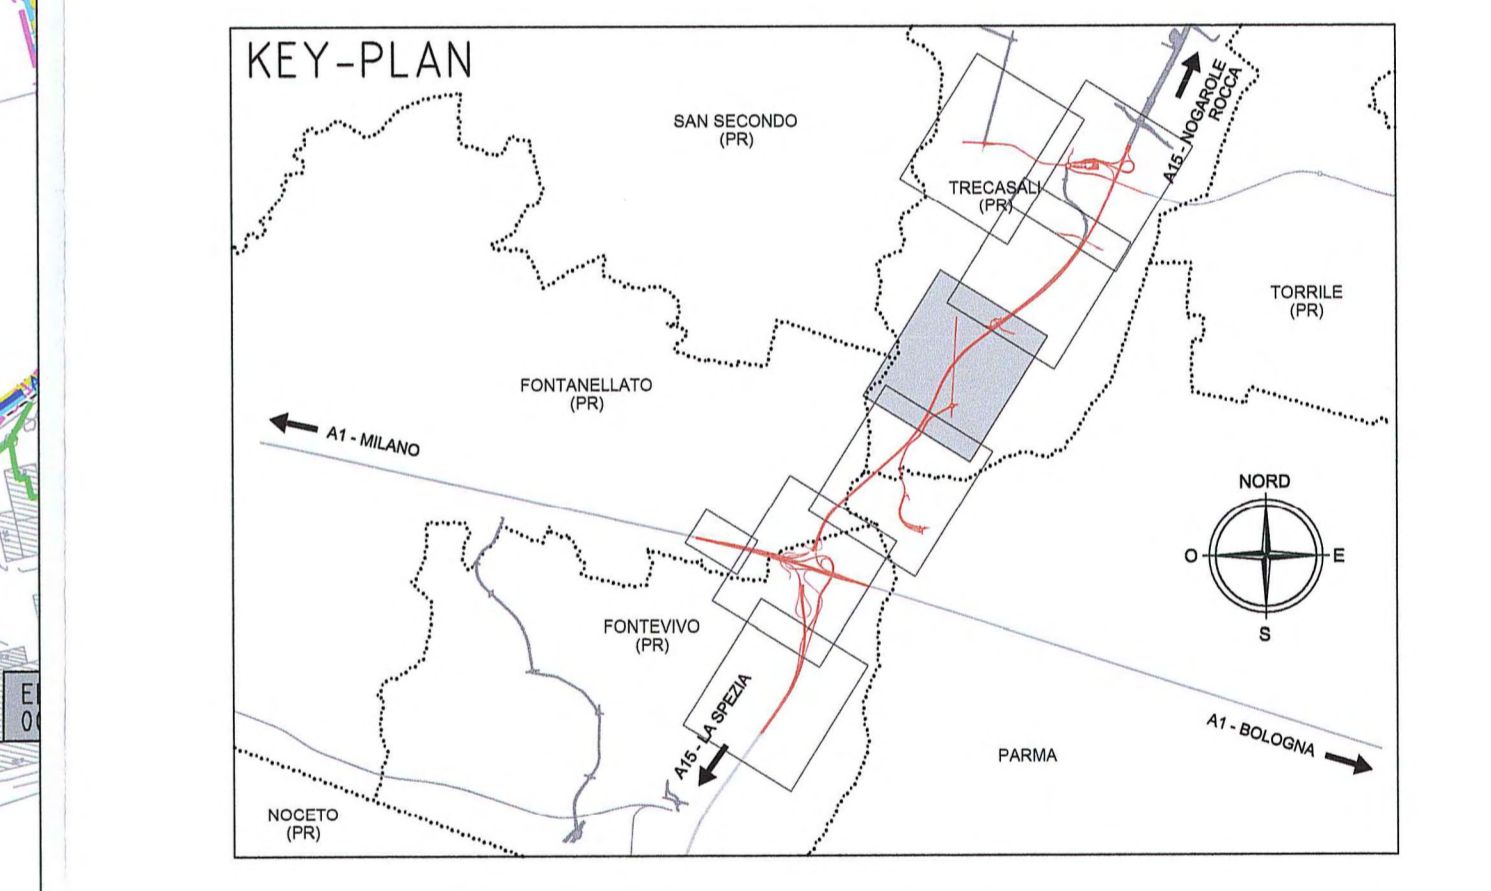 KEY-PLAN
SAN SECONDO
(PR)
A15 - NOGAROLE
ROCCA
TRECASALI
(PR)
TORRILE
(PR)
FONTANELLATO
(PR)
A1 - MILANO
NORD
O
E
S
FONTEVIVO
(PR)
A15 - LA SPEZIA
A1 - BOLOGNA
PARMA
NOCETO
(PR)